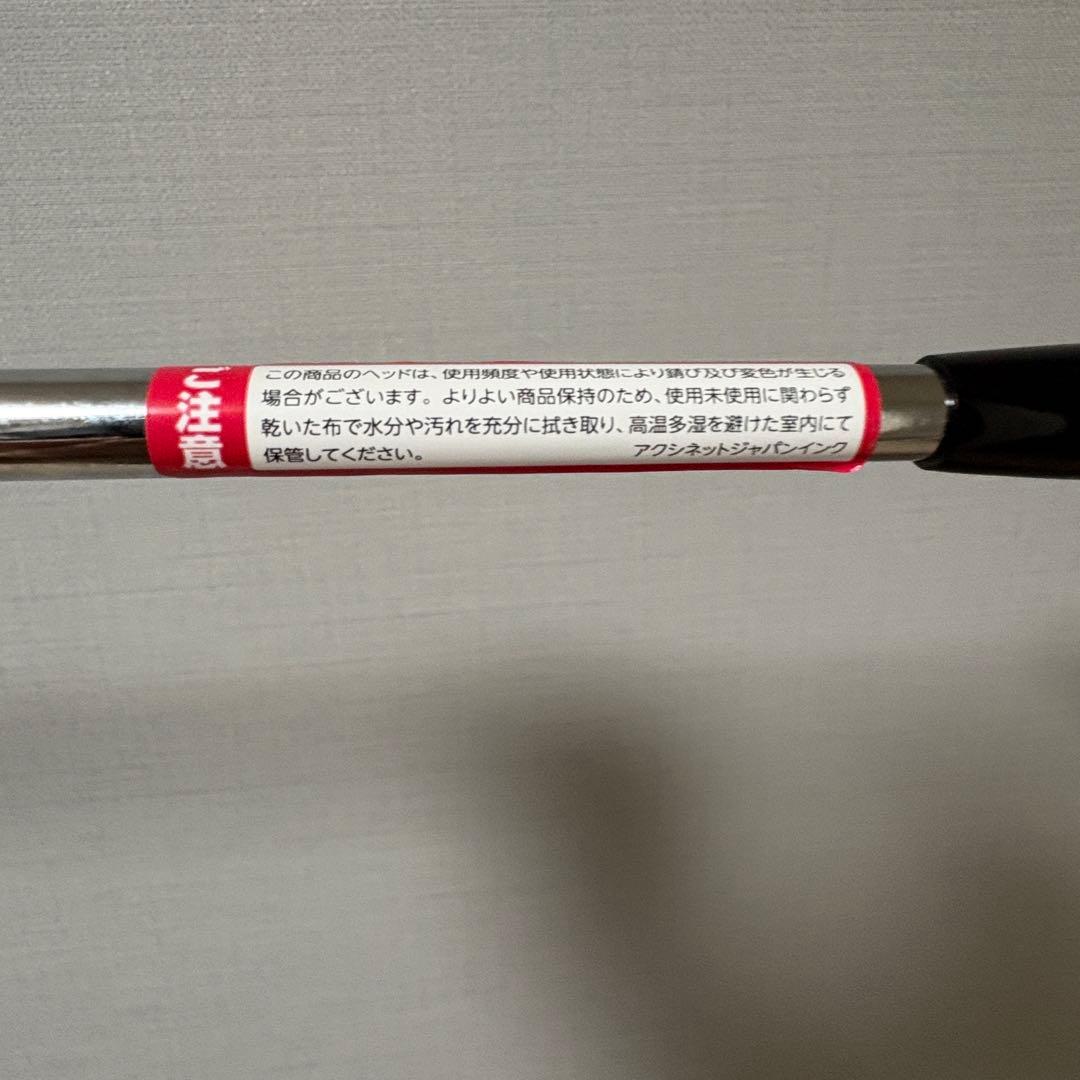 ご注意
この商品のヘッドは、使用頻度や使用状態により錆び及び変色が生じる
場合がございます。よりよい商品保持のため、使用未使用に関わらず
乾いた布で水分や汚れを充分に拭き取り、高温多湿を避けた室内にて
保管してください。
アクシネットジャパンインク